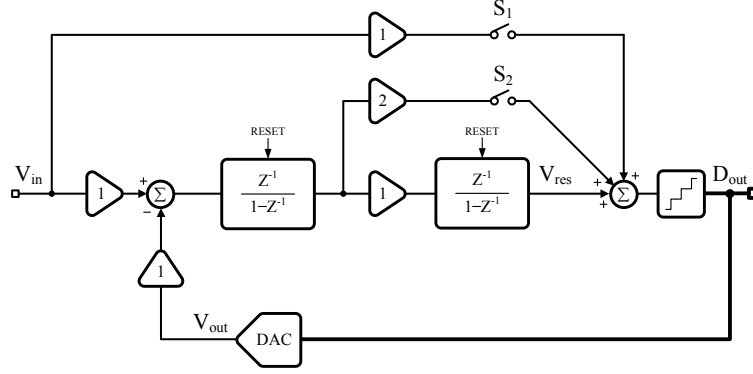 S1
1
S2
2
RESET
RESET
Vin
1
+
Σ
−
Z-1
1−Z-1
1
Z-1
1−Z-1
Vres
+
+
+
Σ
Dout
1
Vout
DAC